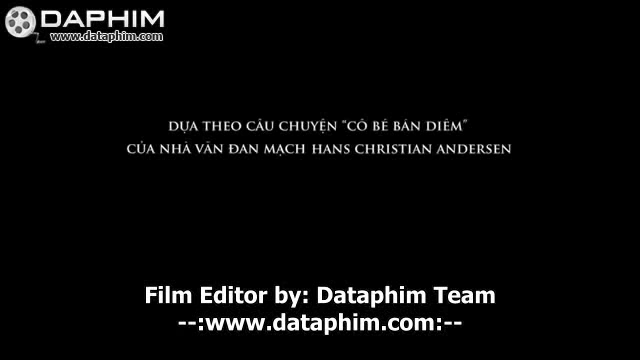 DAPHIM
www.dataphim.com
DỰA THEO CÂU CHUYỆN "CÔ BÉ BÁN DIÊM"
CỦA NHÀ VĂN ĐAN MẠCH HANS CHRISTIAN ANDERSEN
Film Editor by: Dataphim Team
--:www.dataphim.com:--